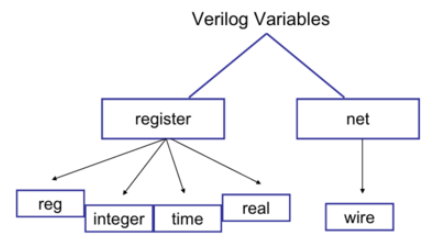 Verilog Variables
register
net
reg
integer
time
real
wire